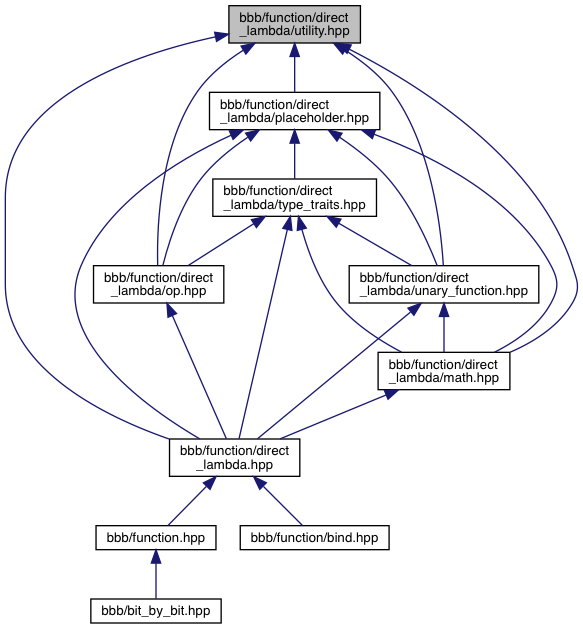 bbb/function/direct
_lambda/utility.hpp
bbb/function/direct
_lambda/placeholder.hpp
bbb/function/direct
_lambda/type_traits.hpp
bbb/function/direct
_lambda/op.hpp
bbb/function/direct
_lambda/unary_function.hpp
bbb/function/direct
_lambda/math.hpp
bbb/function/direct
_lambda.hpp
bbb/function.hpp
bbb/function/bind.hpp
bbb/bit_by_bit.hpp